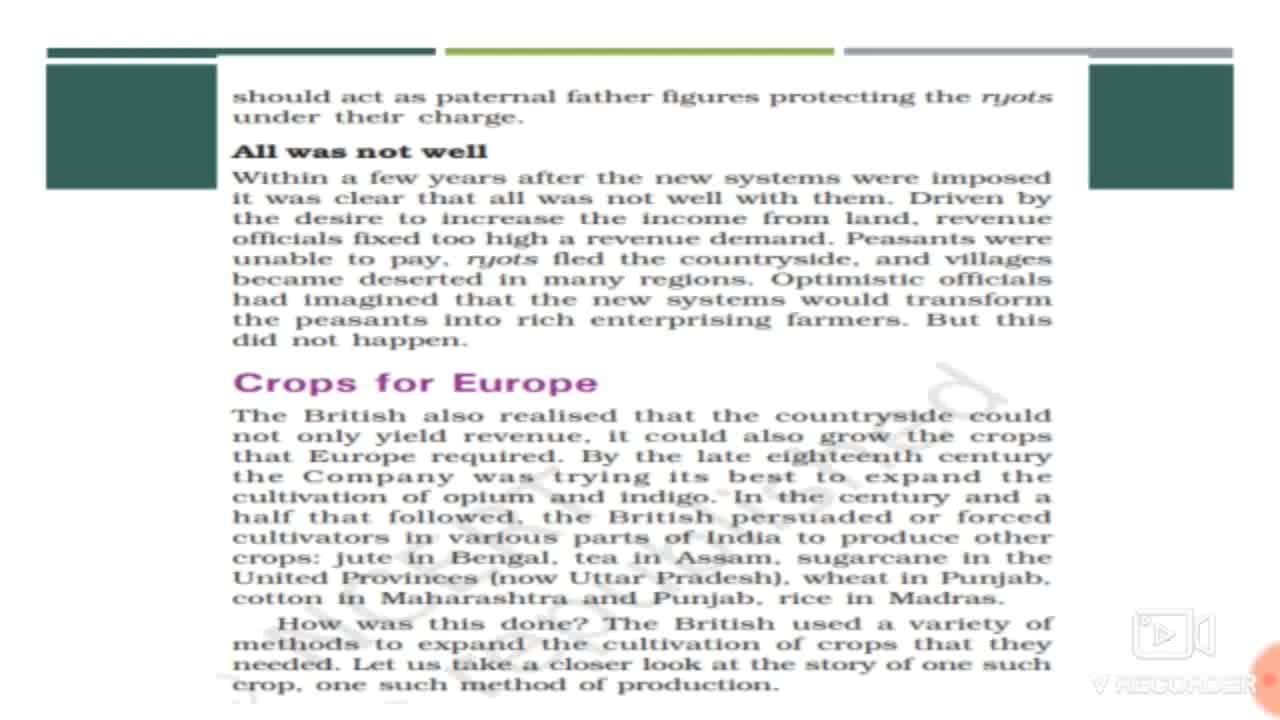 should act as paternal father figures protecting the ryots
under their charge.
All was not well
Within a few years after the new systems were imposed
it was clear that all was not well with them. Driven by
the desire to increase the income from land, revenue
officials fixed too high a revenue demand. Peasants were
unable to pay, ryots fled the countryside, and villages
became deserted in many regions. Optimistic officials
had imagined that the new systems would transform
the peasants into rich enterprising farmers. But this
did not happen.
Crops for Europe
The British also realised that the countryside could
not only yield revenue, it could also grow the crops
that Europe required. By the late eighteenth century
the Company was trying its best to expand the
cultivation of opium and indigo. In the century and a
half that followed, the British persuaded or forced
cultivators in various parts of India to produce other
crops: jute in Bengal, tea in Assam, sugarcane in the
United Provinces (now Uttar Pradesh), wheat in Punjab,
cotton in Maharashtra and Punjab, rice in Madras.
How was this done? The British used a variety of
methods to expand the cultivation of crops that they
needed. Let us take a closer look at the story of one such
crop, one such method of production.
NCERT
republished
V RECORDER